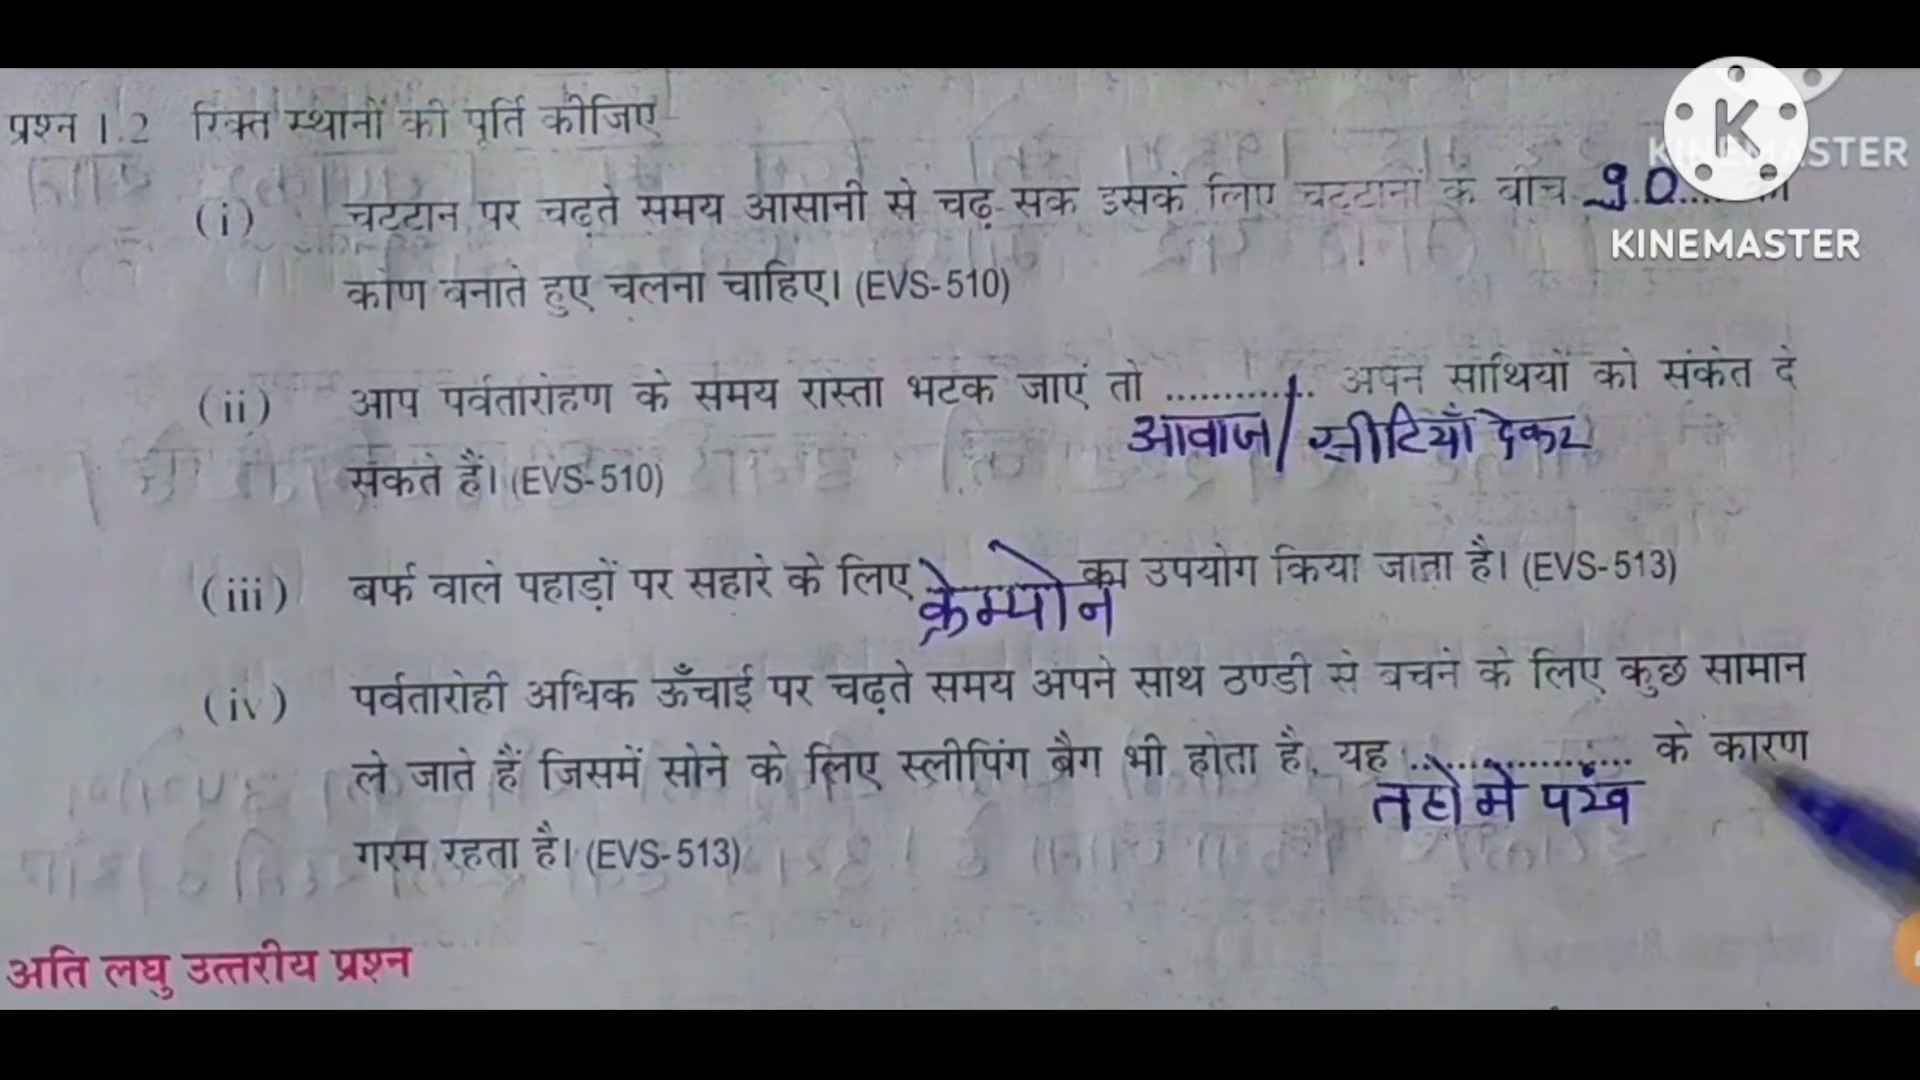 KINEMASTER
K
KINEMASTER
प्रश्न 1.2 रिक्त स्थानों की पूर्ति कीजिए
(i) चट्टान पर चढ़ते समय आसानी से चढ़ सकें इसके लिए चट्टानों के बीच 90.... का
कोण बनाते हुए चलना चाहिए। (EVS-510)
(ii) आप पर्वतारोहण के समय रास्ता भटक जाएं तो ............. अपने साथियों को संकेत दे
आवाज/सीटियाँ देकर
सकते हैं। (EVS-510)
(iii) बर्फ वाले पहाड़ों पर सहारे के लिए क्रेम्पोन का उपयोग किया जाता है। (EVS-513)
(iv) पर्वतारोही अधिक ऊँचाई पर चढ़ते समय अपने साथ ठण्डी से बचने के लिए कुछ सामान
ले जाते हैं जिसमें सोने के लिए स्लीपिंग बैग भी होता है, यह ................. के कारण
तहो मे पंख
गरम रहता है। (EVS-513)
अति लघु उत्तरीय प्रश्न